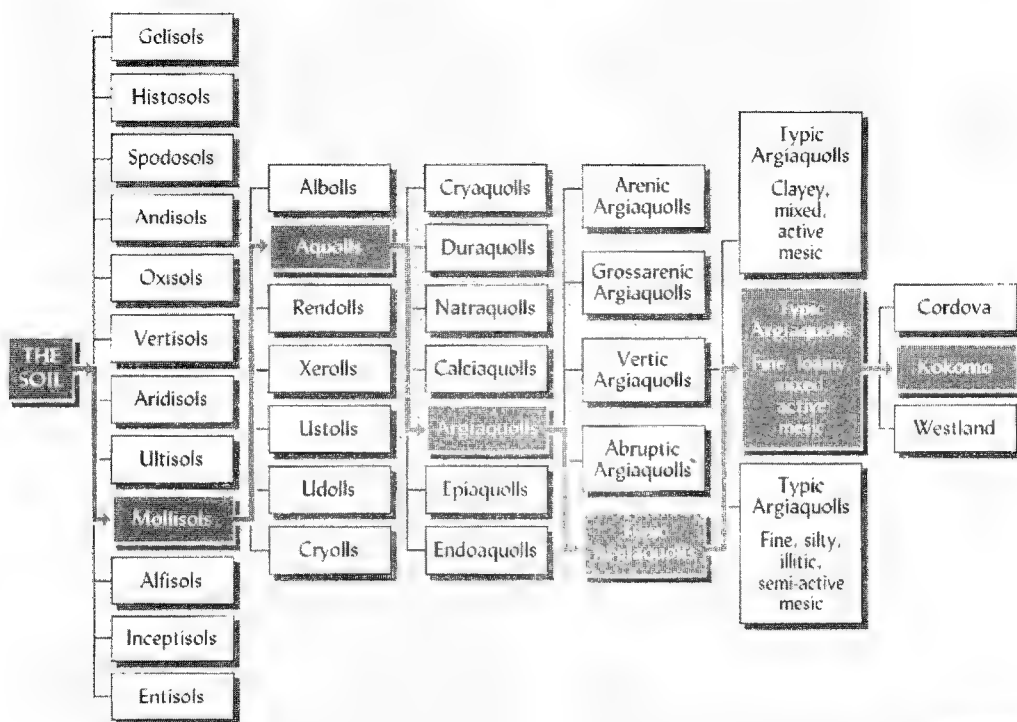 THE
SOIL
Gelisols
Histosols
Spodosols
Andisols
Oxisols
Vertisols
Aridisols
Ultisols
Mollisols
Alfisols
Inceptisols
Entisols
Albolls
Aquolls
Rendolls
Xerolls
Ustolls
Udolls
Cryolls
Cryaquolls
Duraquolls
Natraquolls
Calciaquolls
Argiaquolls
Epiaquolls
Endoaquolls
Arenic
Argiaquolls
Grossarenic
Argiaquolls
Vertic
Argiaquolls
Abruptic
Argiaquolls
Typic
Argiaquolls
Clayey,
mixed,
active
mesic
Typic
Argiaquolls
Fine, loamy
mixed
active
mesic
Typic
Argiaquolls
Fine, silty,
illitic,
semi-active
mesic
Cordova
Kokomo
Westland